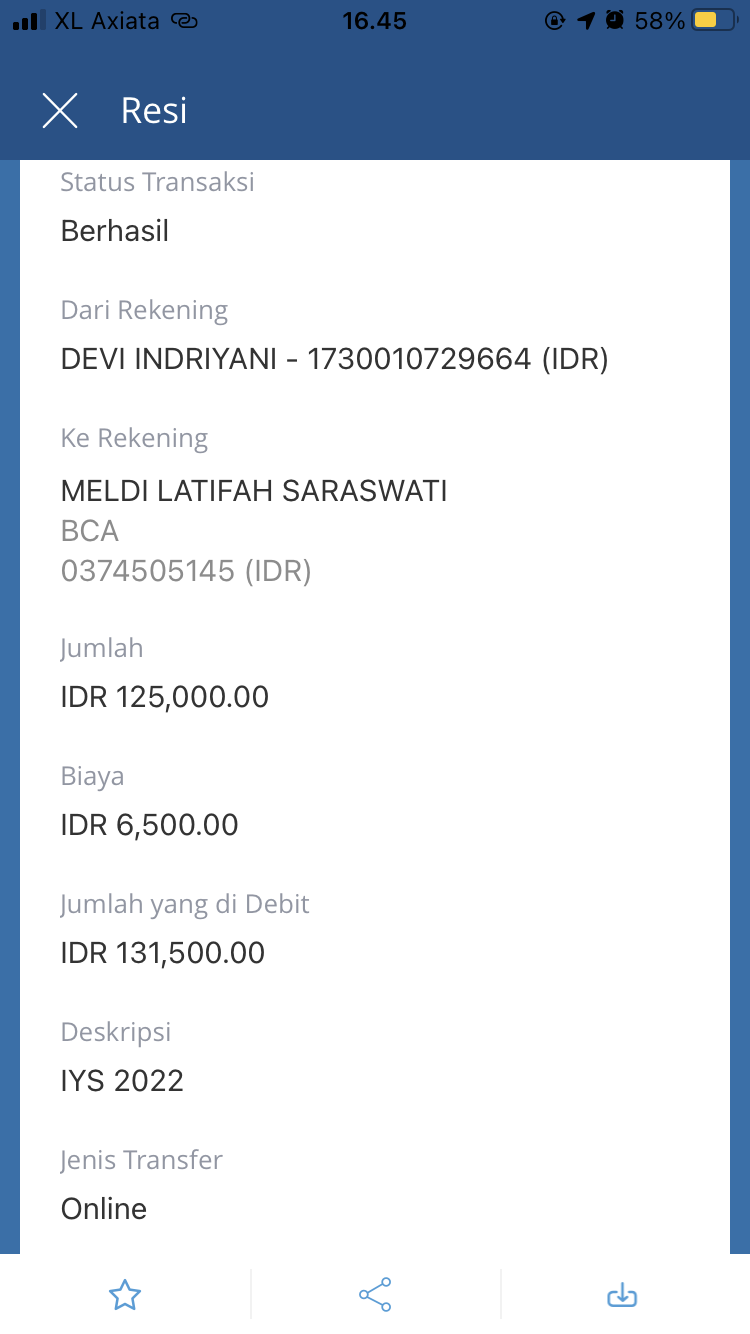 XL Axiata 16.45 58%
Resi
Status Transaksi
Berhasil
Dari Rekening
DEVI INDRIYANI - 1730010729664 (IDR)
Ke Rekening
MELDI LATIFAH SARASWATI
BCA
0374505145 (IDR)
Jumlah
IDR 125,000.00
Biaya
IDR 6,500.00
Jumlah yang di Debit
IDR 131,500.00
Deskripsi
IYS 2022
Jenis Transfer
Online